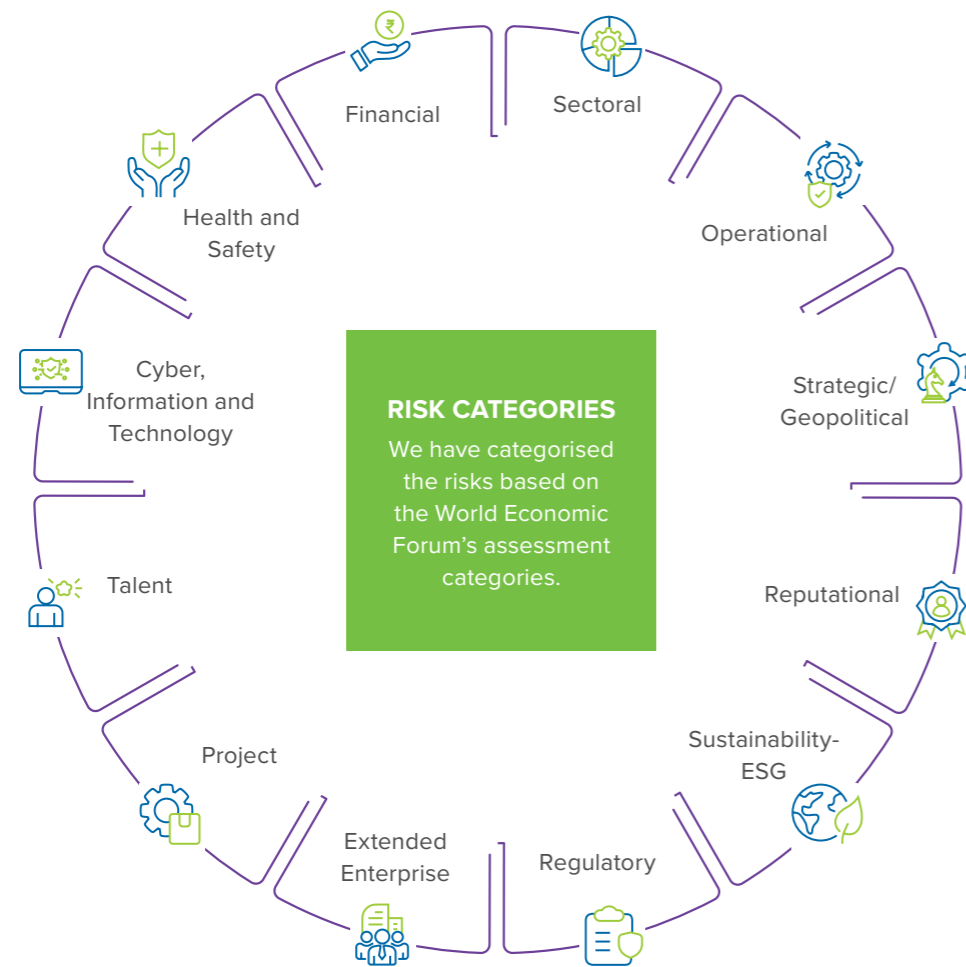 Financial
Sectoral
Operational
Strategic/
Geopolitical
Reputational
Sustainability-
ESG
Regulatory
Extended
Enterprise
Project
Talent
Cyber,
Information and
Technology
Health and
Safety
₹
RISK CATEGORIES
We have categorised
the risks based on
the World Economic
Forum’s assessment
categories.